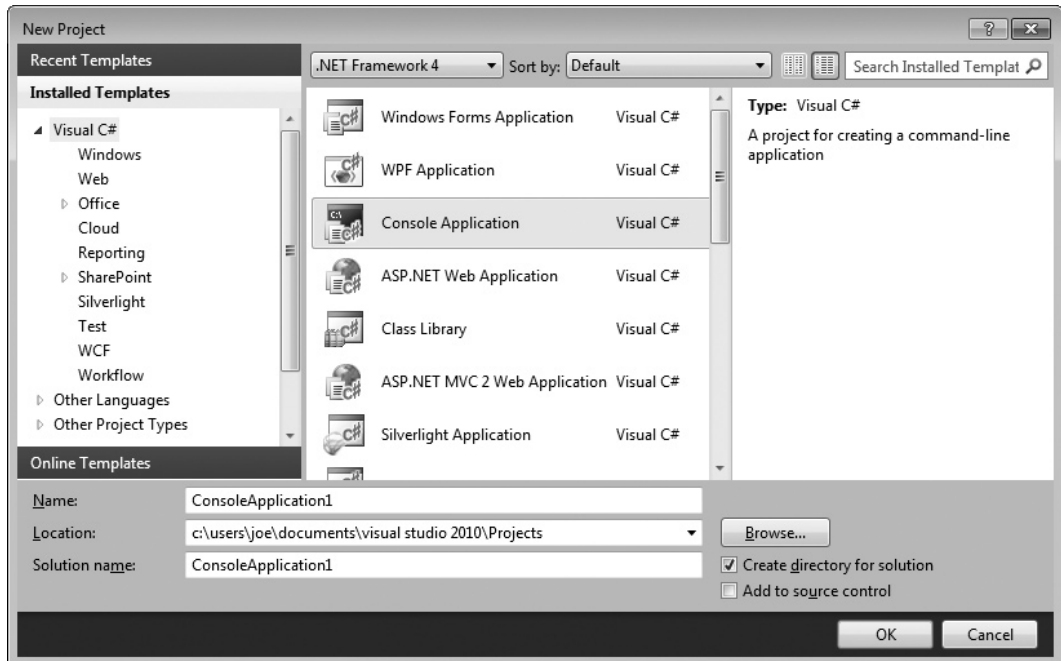 New Project
Recent Templates
.NET Framework 4
Sort by: Default
Search Installed Templat
Installed Templates
Visual C#
Windows
Web
Office
Cloud
Reporting
SharePoint
Silverlight
Test
WCF
Workflow
Other Languages
Other Project Types
Online Templates
Windows Forms Application Visual C#
WPF Application Visual C#
Console Application Visual C#
ASP.NET Web Application Visual C#
Class Library Visual C#
ASP.NET MVC 2 Web Application Visual C#
Silverlight Application Visual C#
Type: Visual C#
A project for creating a command-line
application
Name: ConsoleApplication1
Location: c:\users\joe\documents\visual studio 2010\Projects
Browse...
Solution name: ConsoleApplication1
Create directory for solution
Add to source control
OK
Cancel